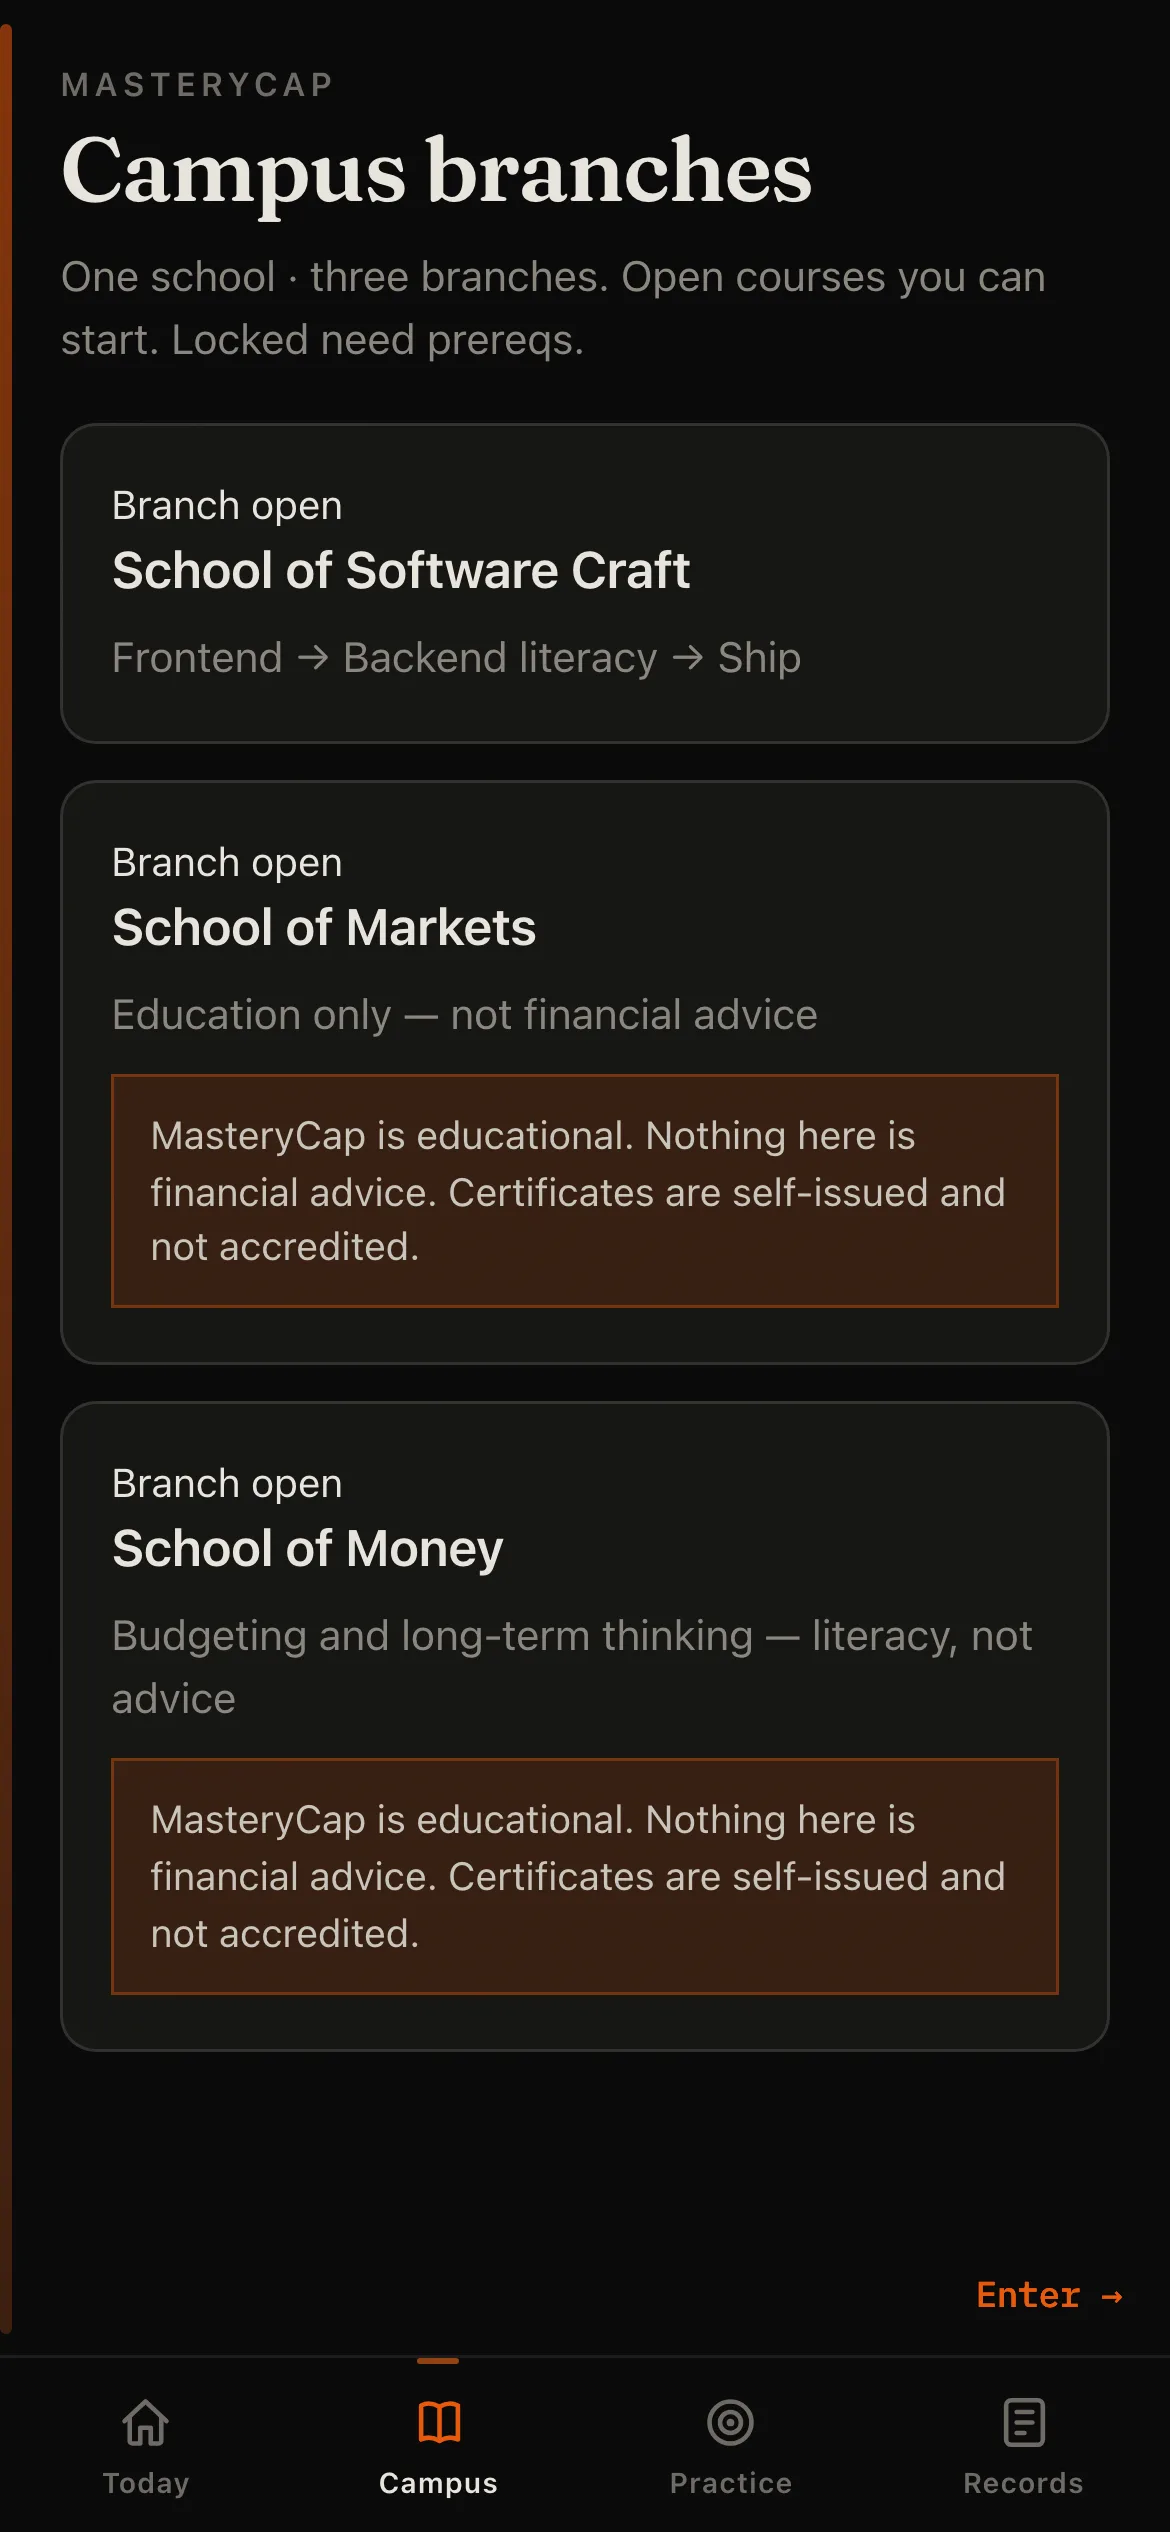 MASTERYCAP
Campus branches
One school · three branches. Open courses you can
start. Locked need prereqs.
Branch open
School of Software Craft
Frontend → Backend literacy → Ship
Branch open
School of Markets
Education only — not financial advice
MasteryCap is educational. Nothing here is
financial advice. Certificates are self-issued and
not accredited.
Branch open
School of Money
Budgeting and long-term thinking — literacy, not
advice
MasteryCap is educational. Nothing here is
financial advice. Certificates are self-issued and
not accredited.
Enter →
Today
Campus
Practice
Records